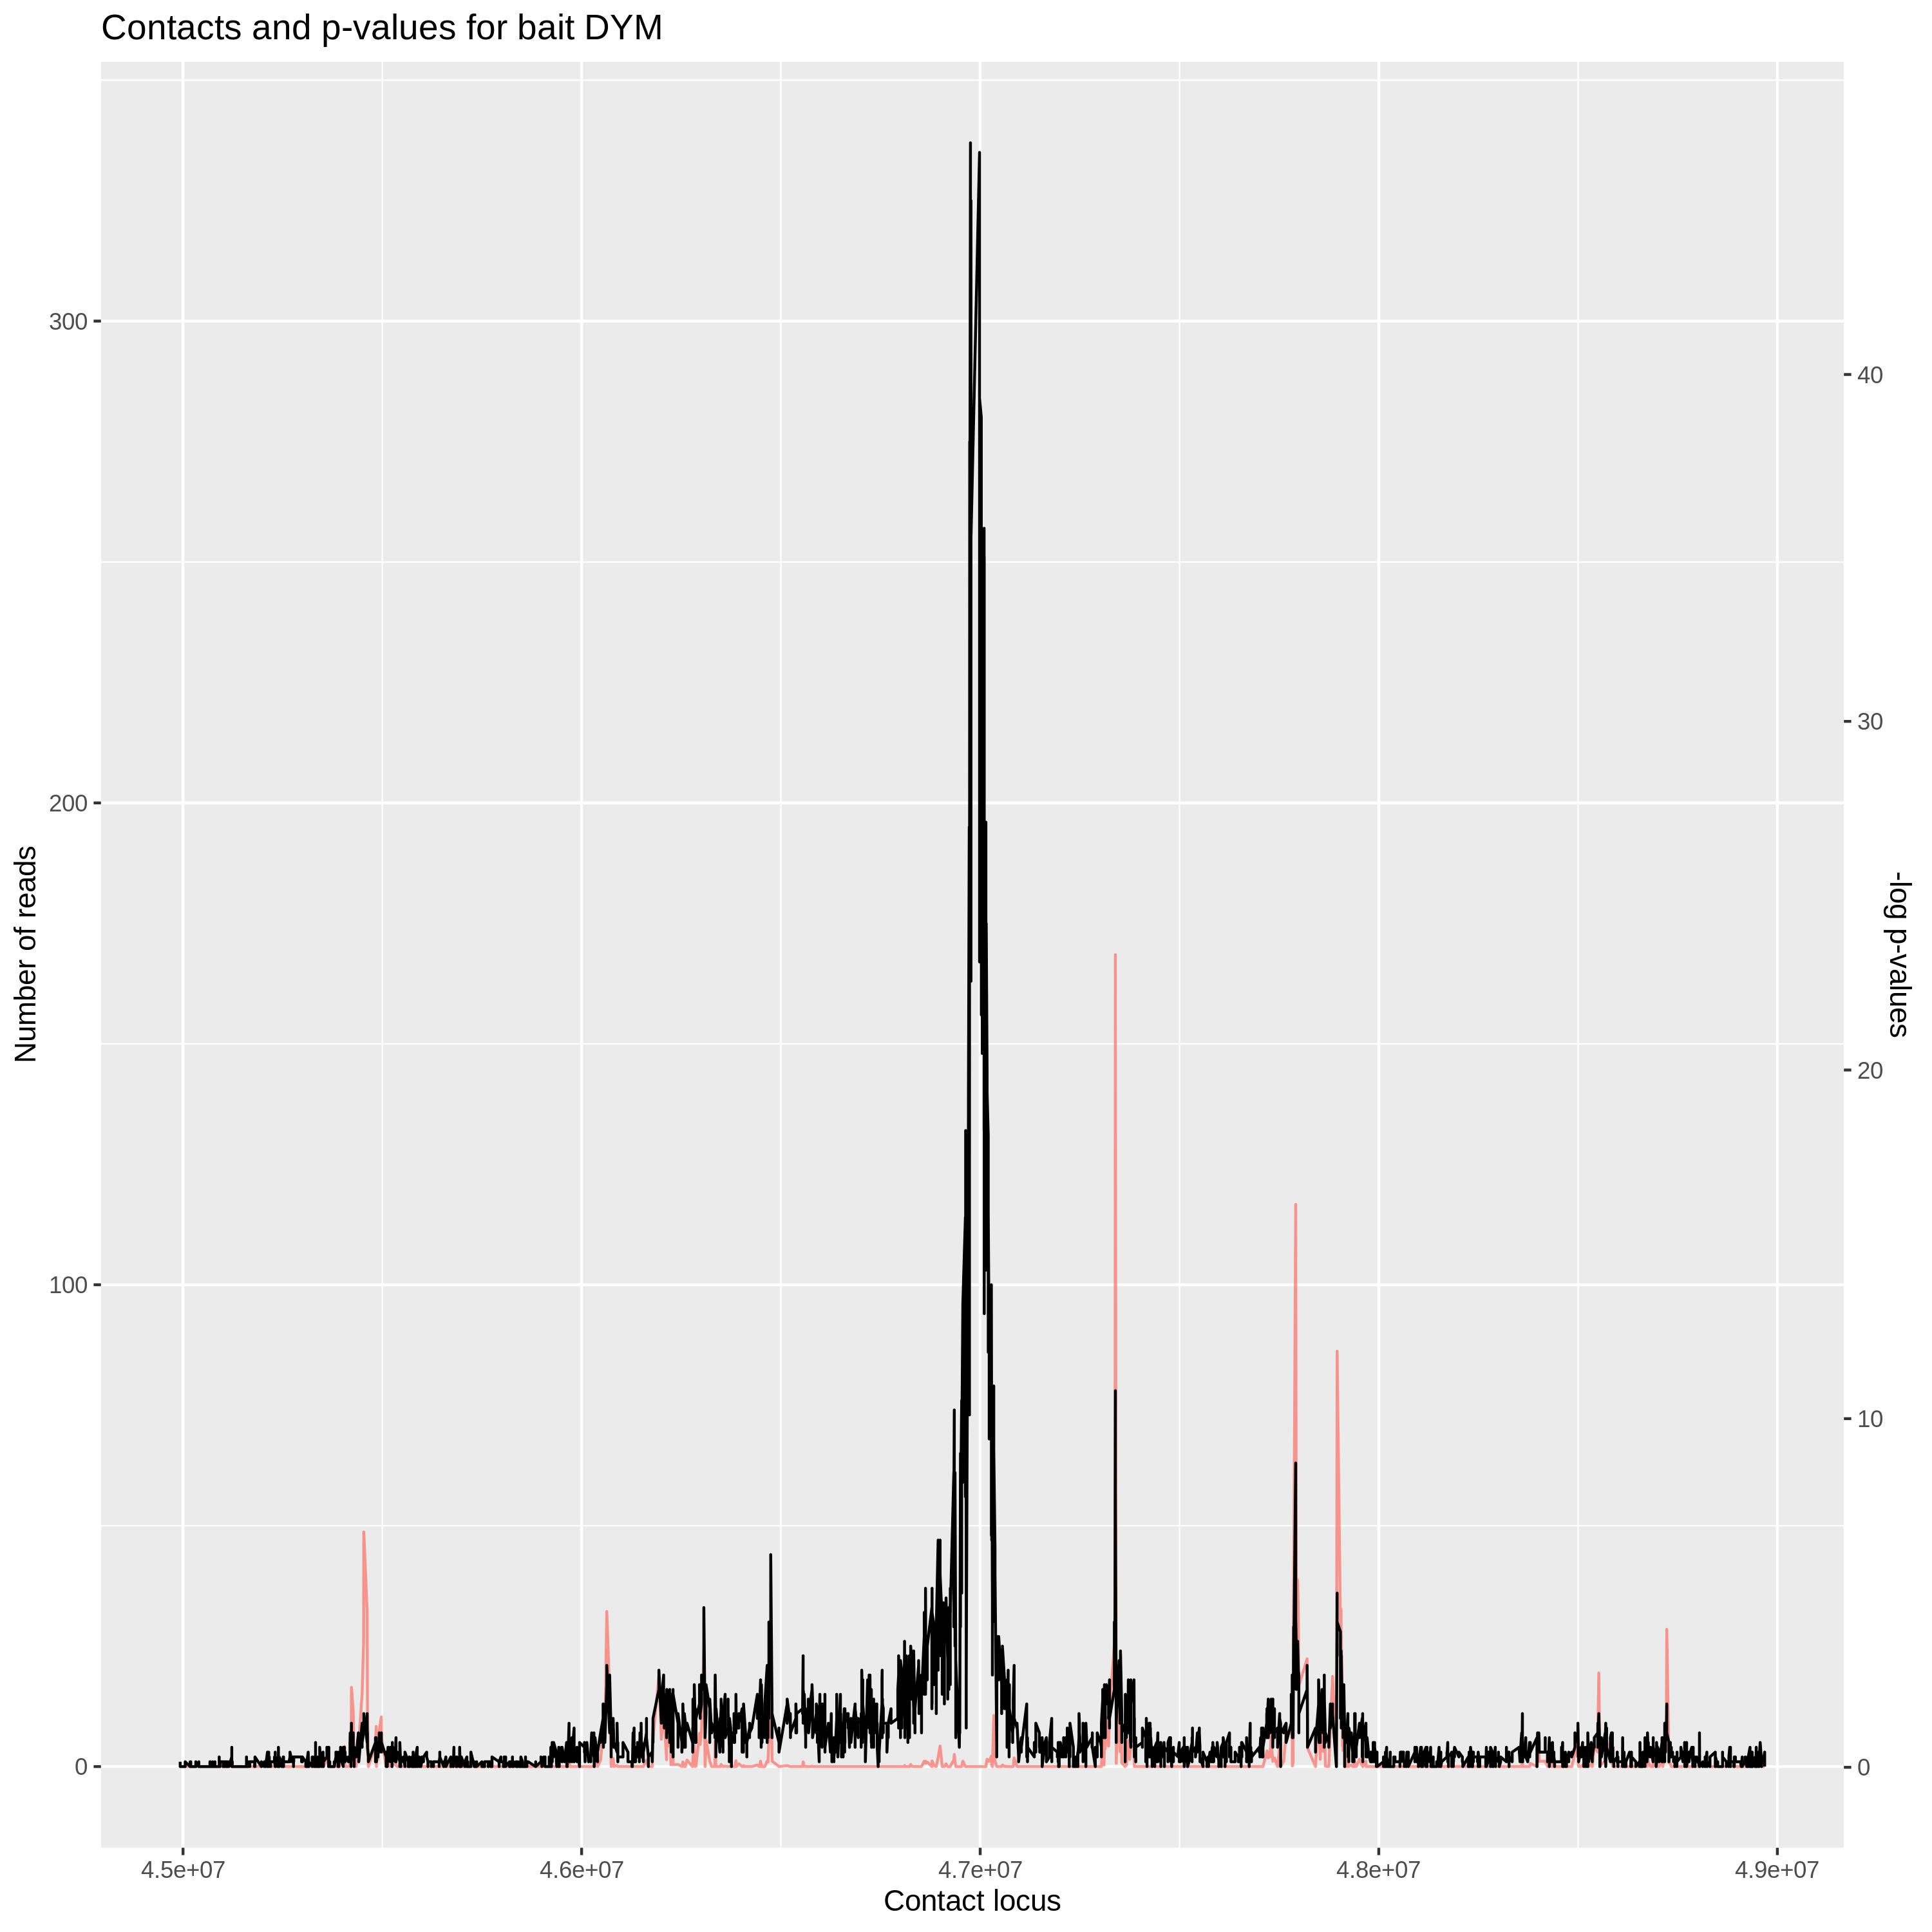 Contacts and p-values for bait DYM
Number of reads
300
200
100
0
40
30
20
10
0
-log p-values
4.5e+07
4.6e+07
4.7e+07
4.8e+07
4.9e+07
Contact locus